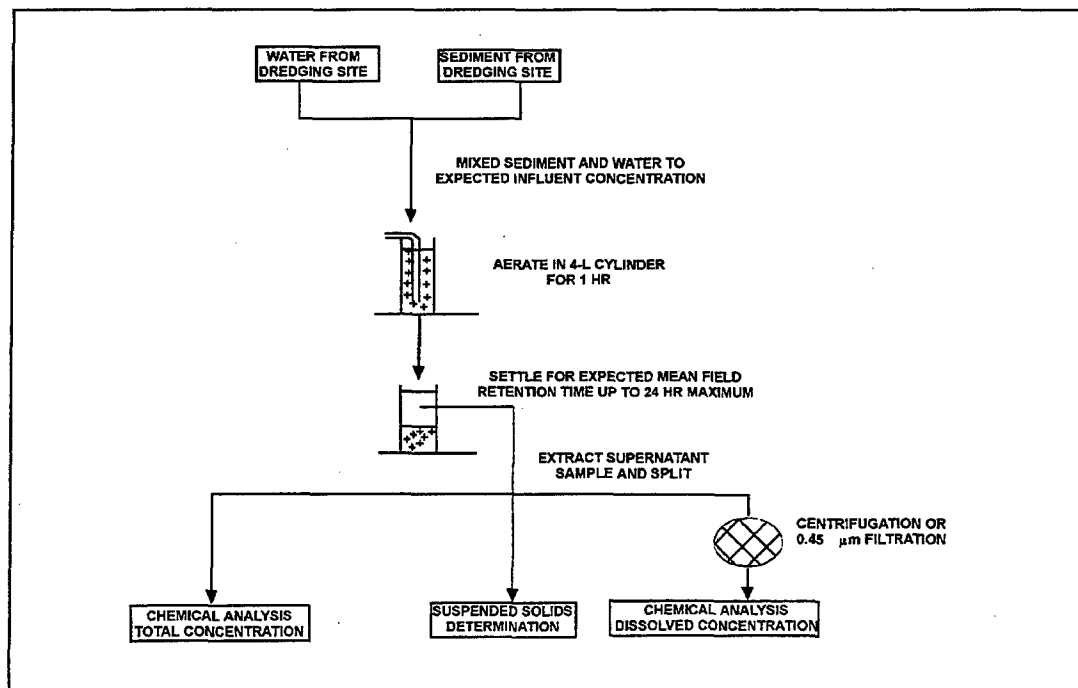 WATER FROM
DREDGING SITE
SEDIMENT FROM
DREDGING SITE
MIXED SEDIMENT AND WATER TO
EXPECTED INFLUENT CONCENTRATION
AERATE IN 4-L CYLINDER
FOR 1 HR
SETTLE FOR EXPECTED MEAN FIELD
RETENTION TIME UP TO 24 HR MAXIMUM
EXTRACT SUPERNATANT
SAMPLE AND SPLIT
CENTRIFUGATION OR
0.45 μm FILTRATION
CHEMICAL ANALYSIS
TOTAL CONCENTRATION
SUSPENDED SOLIDS
DETERMINATION
CHEMICAL ANALYSIS
DISSOLVED CONCENTRATION